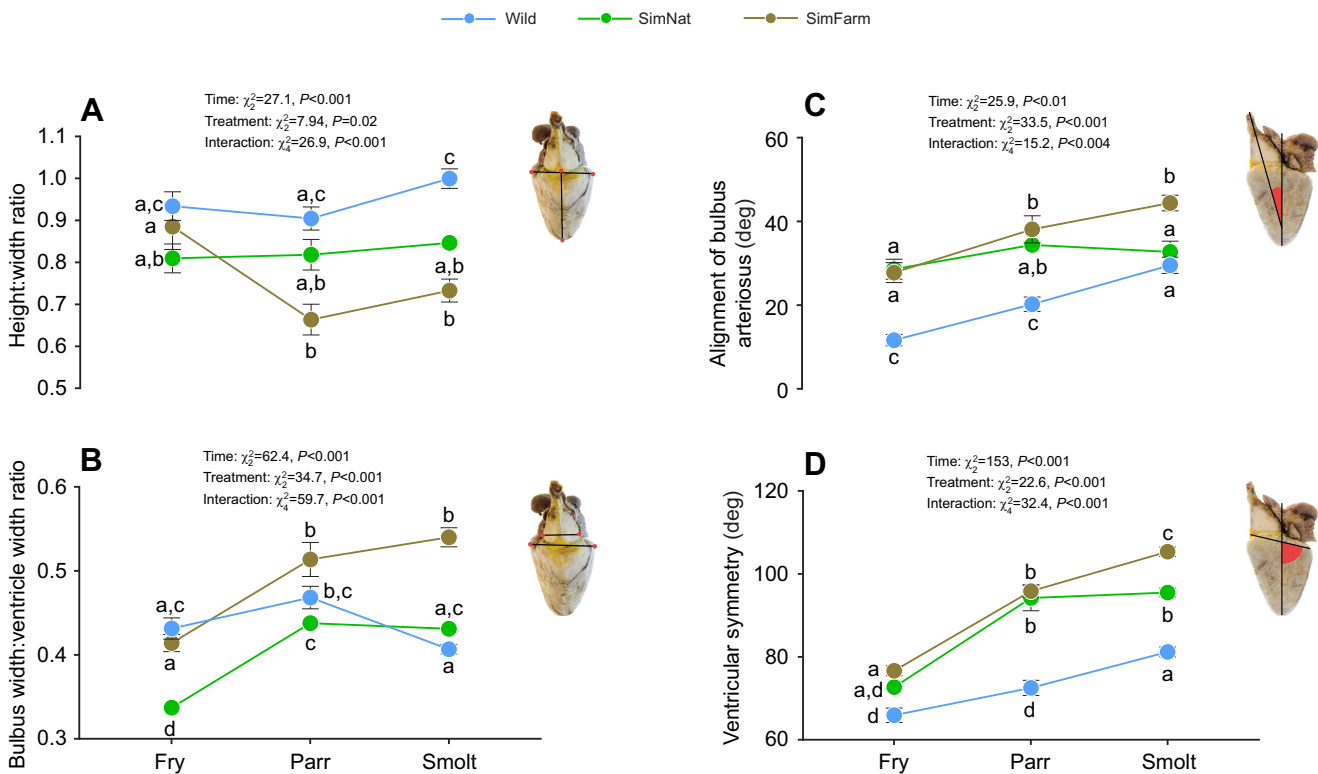 Wild SimNat SimFarm
A
Time: χ²₂=27.1, P<0.001
Treatment: χ²₂=7.94, P=0.02
Interaction: χ²₄=26.9, P<0.001
Height:width ratio
1.1
1.0
0.9
0.8
0.7
0.6
0.5
a,c
a
a,b
a,c
a,b
b
c
a,b
b
C
Time: χ²₂=25.9, P<0.01
Treatment: χ²₂=33.5, P<0.001
Interaction: χ²₄=15.2, P<0.004
Alignment of bulbus
arteriosus (deg)
60
40
20
0
a
a
c
b
a,b
c
b
a
a
B
Time: χ²₂=62.4, P<0.001
Treatment: χ²₂=34.7, P<0.001
Interaction: χ²₄=59.7, P<0.001
Bulbus width:ventricle width ratio
0.6
0.5
0.4
0.3
a,c
a
d
b
b,c
c
b
a,c
a
Fry Parr Smolt
D
Time: χ²₂=153, P<0.001
Treatment: χ²₂=22.6, P<0.001
Interaction: χ²₄=32.4, P<0.001
Ventricular symmetry (deg)
120
100
80
60
a
a,d
d
b
b
d
c
b
a
Fry Parr Smolt